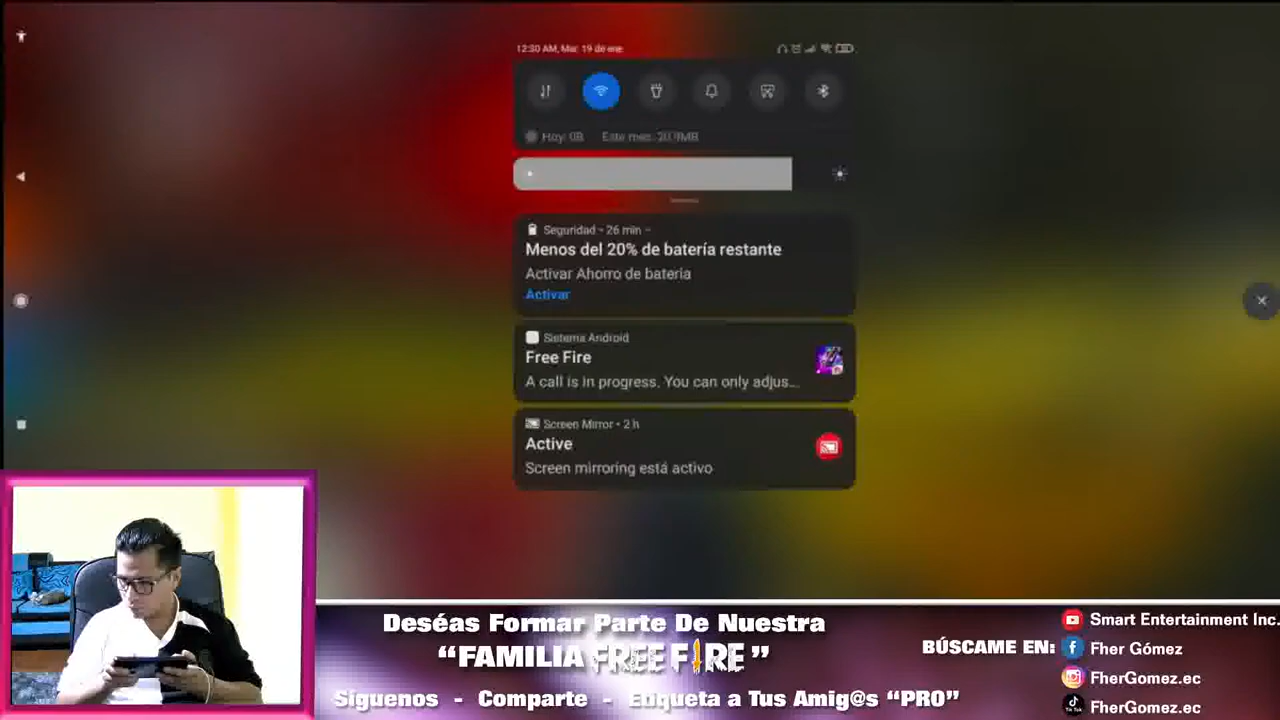 12:30 AM, Mar. 19 de ene.
Hoy: 0B Este mes: 20.9MB
Seguridad • 26 min
Menos del 20% de batería restante
Activar Ahorro de batería
Activar
Sistema Android
Free Fire
A call is in progress. You can only adjus...
Screen Mirror • 2 h
Active
Screen mirroring está activo
Deséas Formar Parte De Nuestra
“FAMILIA FREE FIRE”
Síguenos - Comparte - Etiqueta a Tus Amig@s “PRO”
BÚSCAME EN:
Smart Entertainment Inc.
Fher Gómez
FherGomez.ec
FherGomez.ec